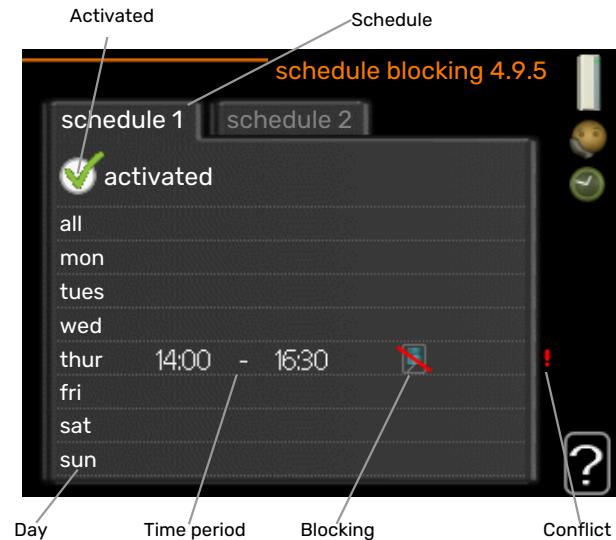 Activated
Schedule
schedule blocking 4.9.5
schedule 1
schedule 2
activated
all
mon
tues
wed
thur 14:00 - 16:30 !
fri
sat
sun
?
Day
Time period
Blocking
Conflict